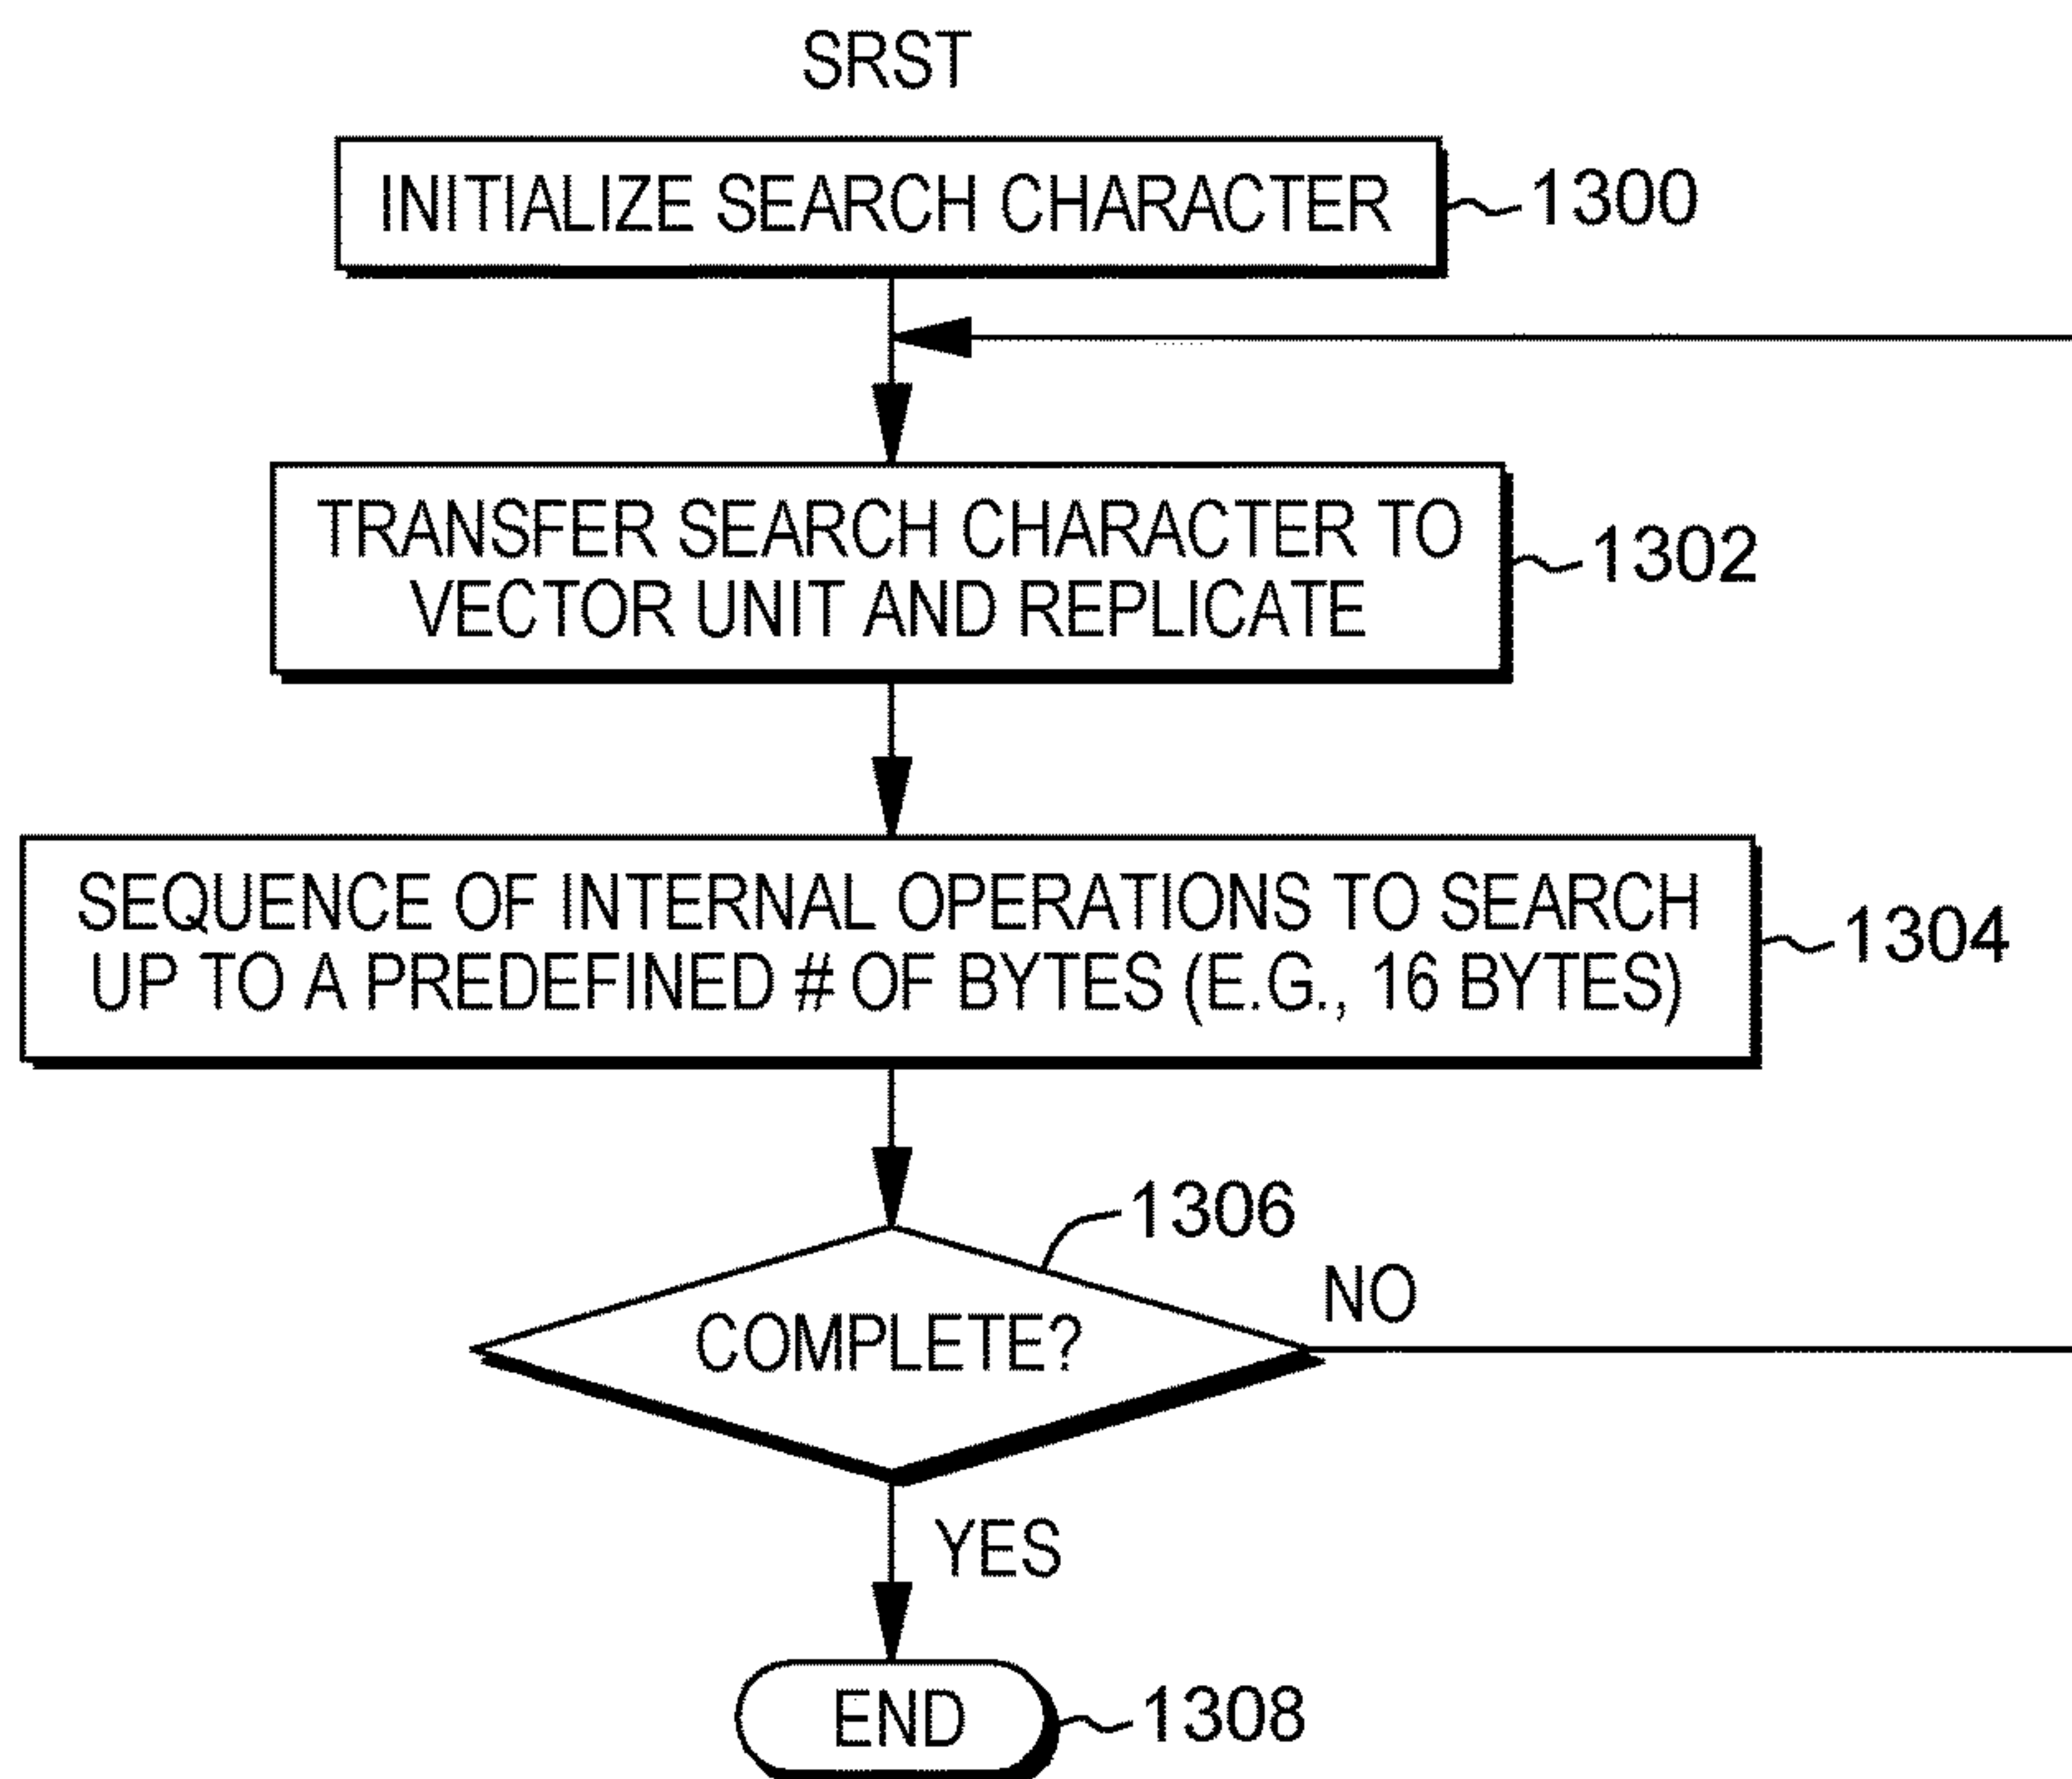 SRST
INITIALIZE SEARCH CHARACTER
1300
TRANSFER SEARCH CHARACTER TO
VECTOR UNIT AND REPLICATE
1302
SEQUENCE OF INTERNAL OPERATIONS TO SEARCH
UP TO A PREDEFINED # OF BYTES (E.G., 16 BYTES)
1304
1306
COMPLETE?
NO
YES
END
1308